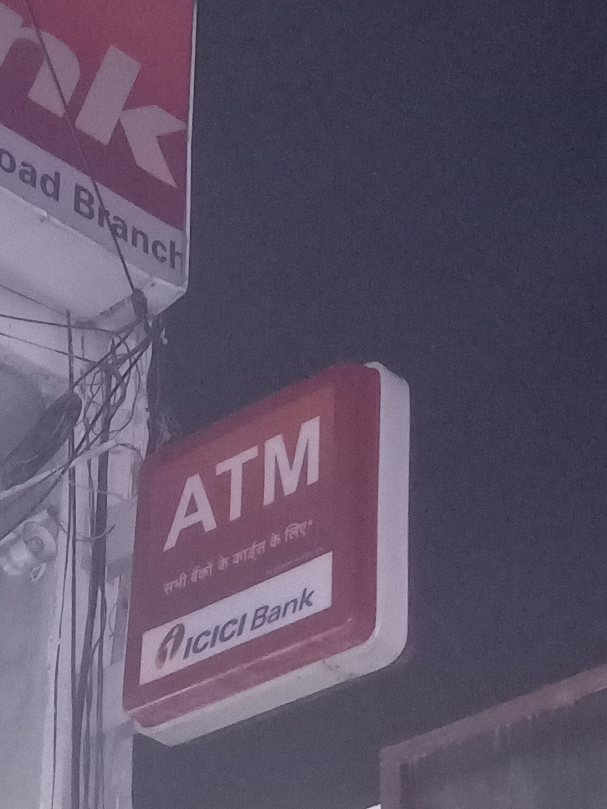 nk
oad Branch
ATM
सभी बैंकों के कार्ड्स के लिए*
ICICI Bank